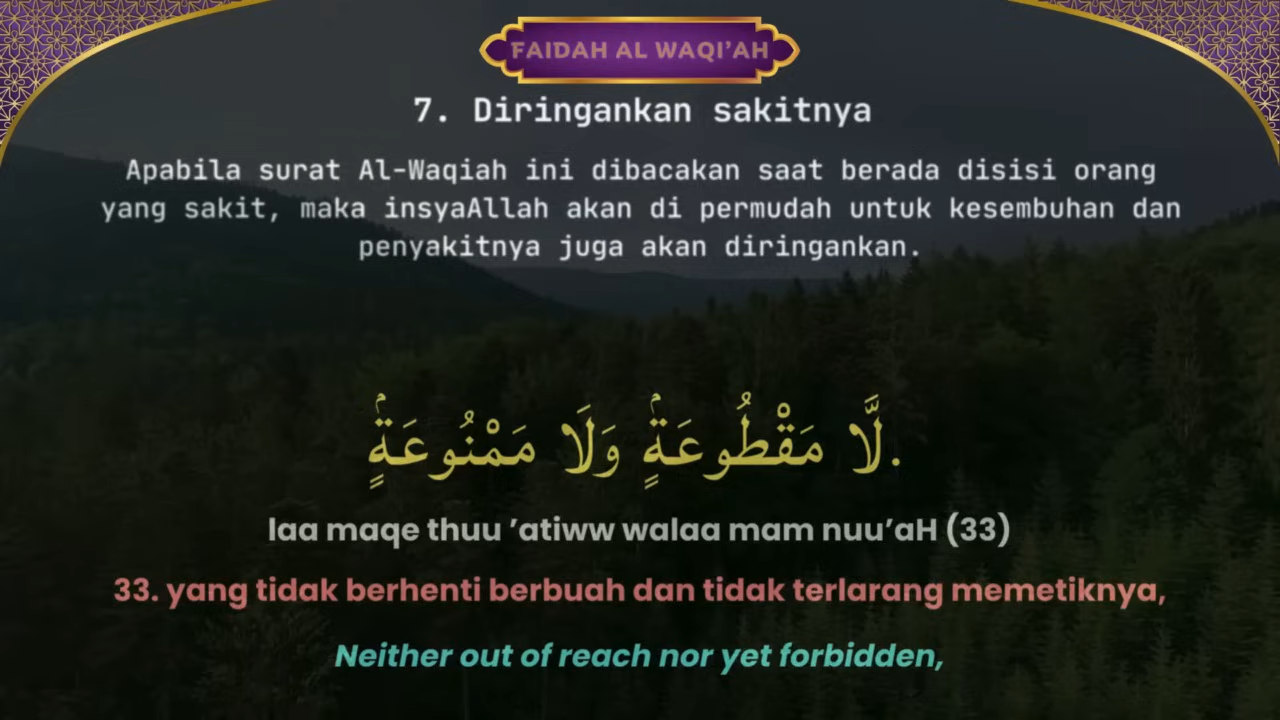 FAIDAH AL WAQI'AH
7. Diringankan sakitnya
Apabila surat Al-Waqiah ini dibacakan saat berada disisi orang
yang sakit, maka insyaAllah akan di permudah untuk kesembuhan dan
penyakitnya juga akan diringankan.
لَّا مَقْطُوعَةٍۢ وَلَا مَمْنُوعَةٍۢ.
laa maqe thuu ’atiww walaa mam nuu’aH (33)
33. yang tidak berhenti berbuah dan tidak terlarang memetiknya,
Neither out of reach nor yet forbidden,